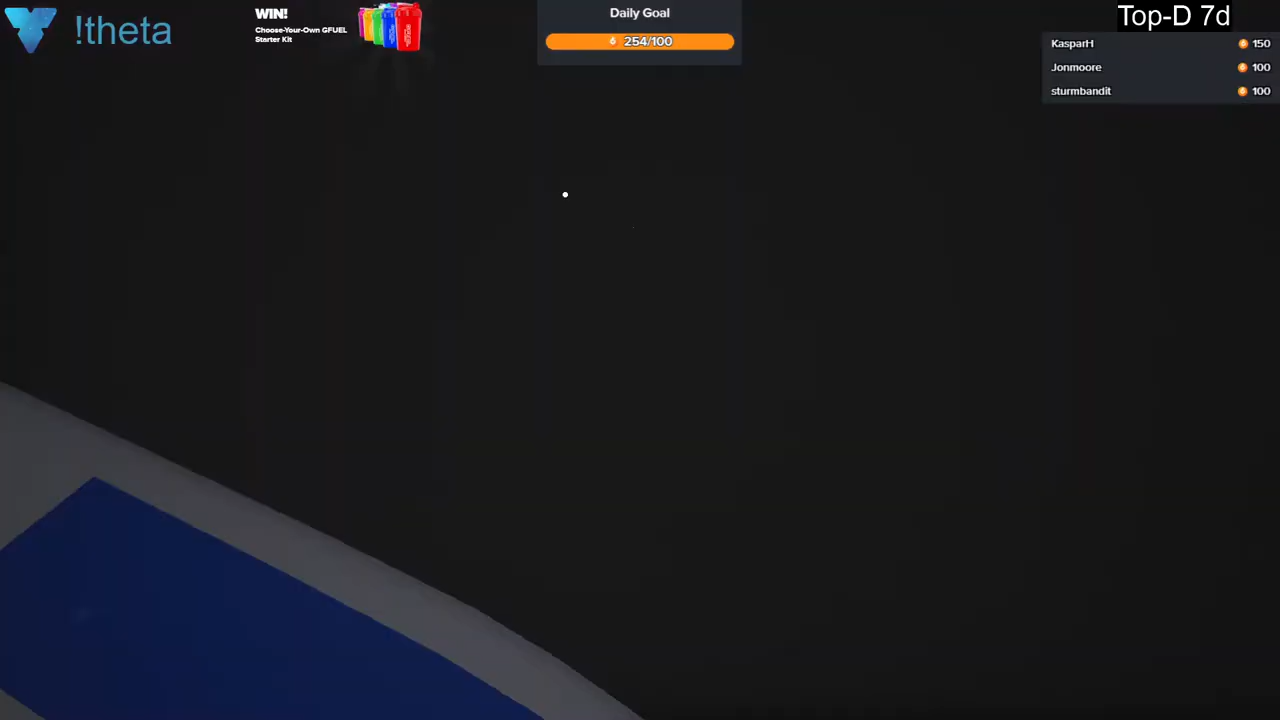 !theta
WIN!
Choose-Your-Own GFUEL
Starter Kit
Daily Goal
254/100
Top-D 7d
KasparH 150
Jonmoore 100
sturmbandit 100